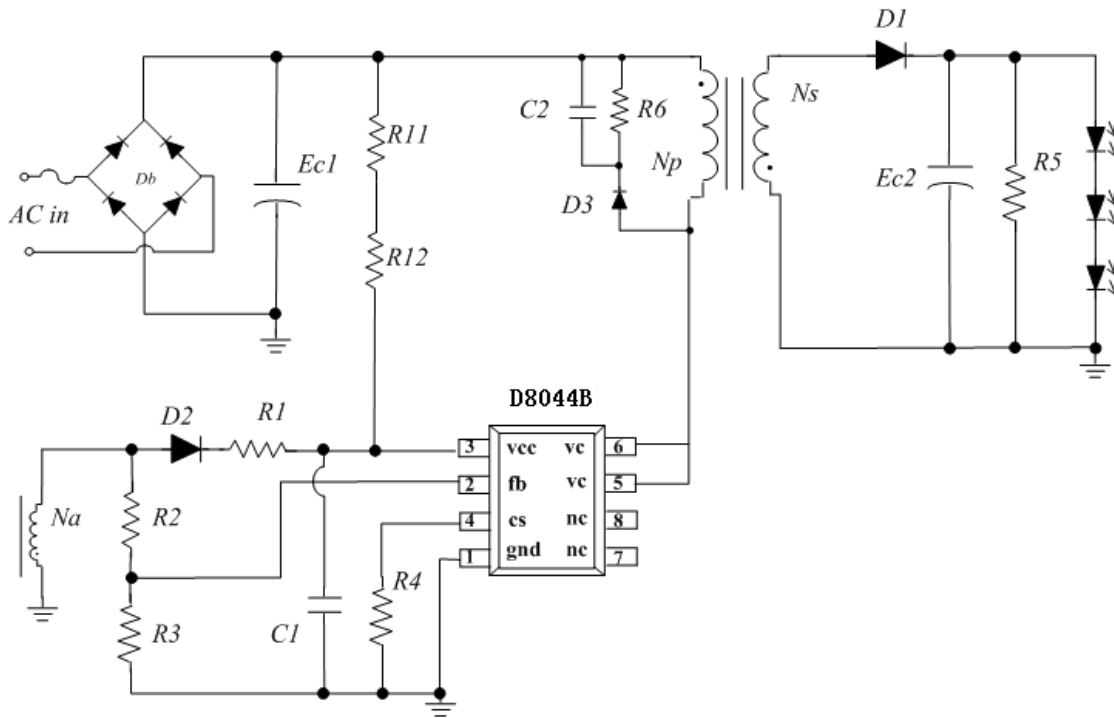 D1
C2
R6
Ns
R11
Ec1
Np
Db
Ec2
R5
D3
AC in
R12
D8044B
D2
R1
3 vcc vc 6
2 fb vc 5
Na
R2
4 cs nc 8
1 gnd nc 7
R4
R3
C1